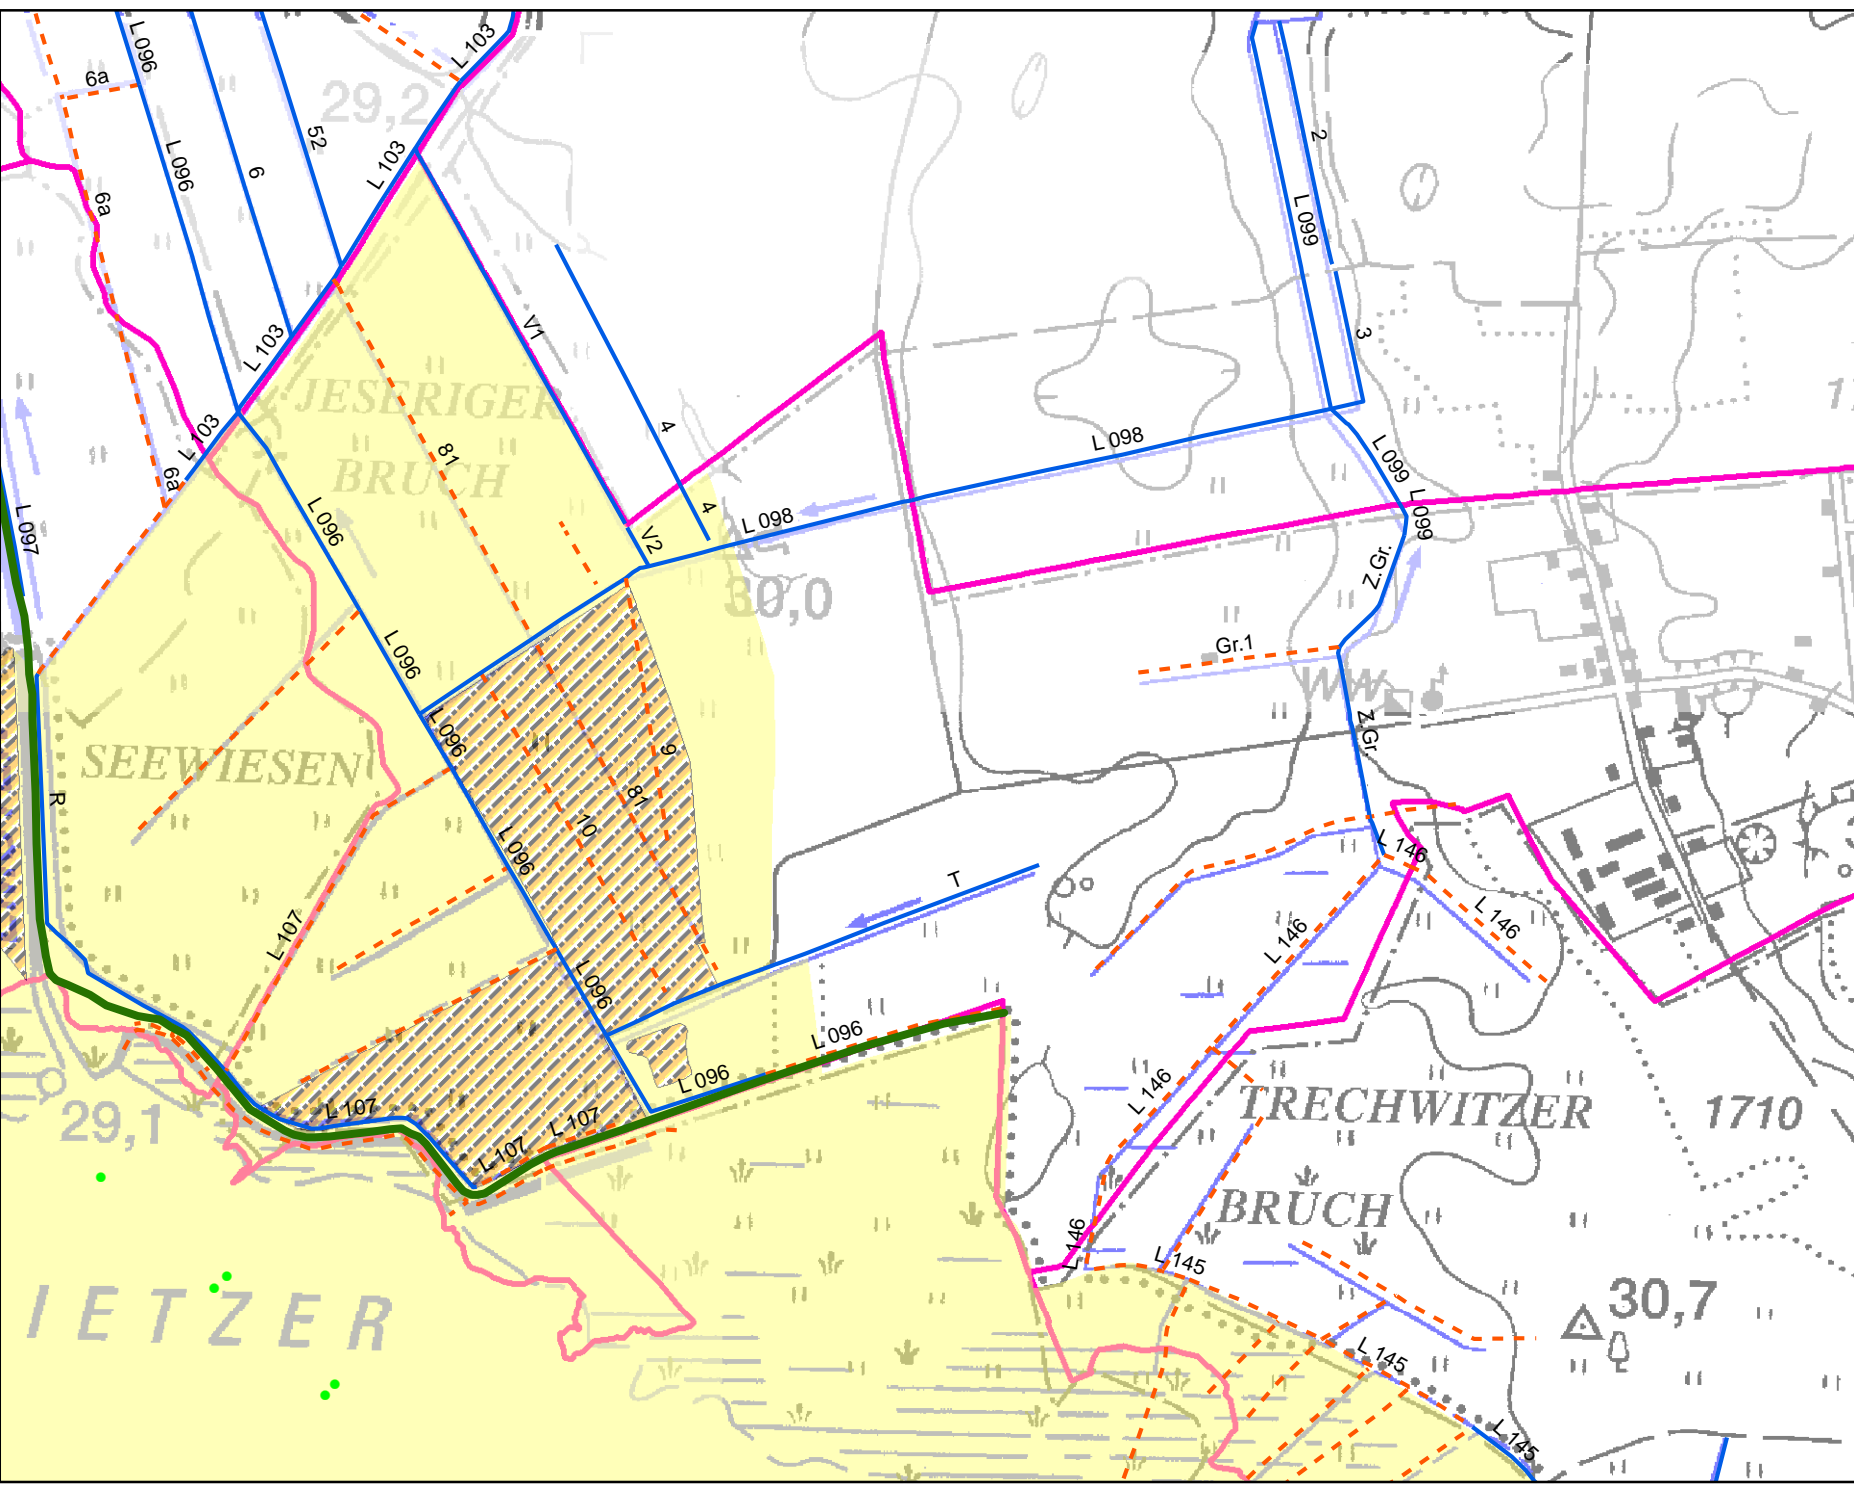 L 096
L 103
6a
29,2
2
52
L 096
6
L 103
6a
L 099
V1
3
L 103
JESERIGER
4
L 103
81
L 098
BRUCH
L 099
6a
4
L 098
L 099
L 096
L 097
V2
Z.Gr.
30,0
Gr.1
L 096
WW
Z.Gr.
L 096
9
SEEWIESEN
R
81
10
L 096
L 146
T
L 107
L 146
L 146
L 096
L 096
L 096
L 146
TRECHWITZER
1710
29,1
L 107
L 107
L 107
BRUCH
L 146
L 145
30,7
IETZER
L 145
L 145